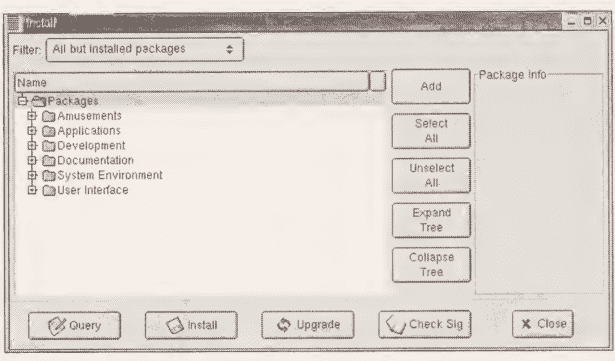 Install
Filter: All but installed packages
Name
Packages
Amusements
Applications
Development
Documentation
System Environment
User Interface
Add
Select
All
Unselect
All
Expand
Tree
Collapse
Tree
Package Info
Query
Install
Upgrade
Check Sig
Close